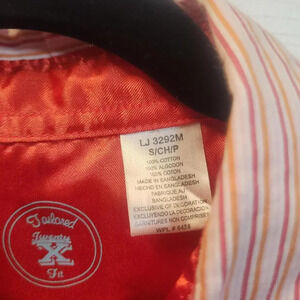 LJ 3292M
S/CH/P
100% COTTON
100% ALGODON
100% COTON
MADE IN BANGLADESH
HECHO EN BANGLADESH
FABRIQUE AU
BANGLADESH
EXCLUSIVE OF DECORATION
EXCLUYENDO LA DECORACION
GARNITURES NON COMPRISES
WPL # 6428
Tailored
Twenty
X
Fit